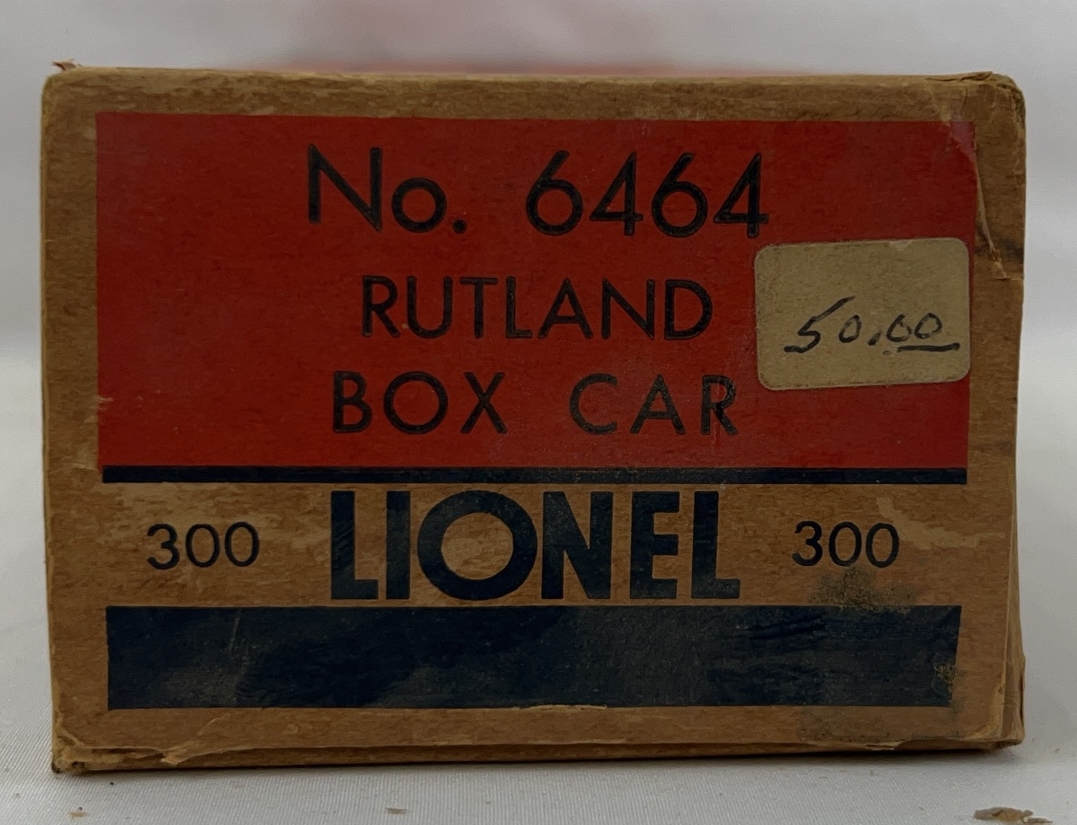 No. 6464
RUTLAND
50.00
BOX CAR
300 LIONEL 300